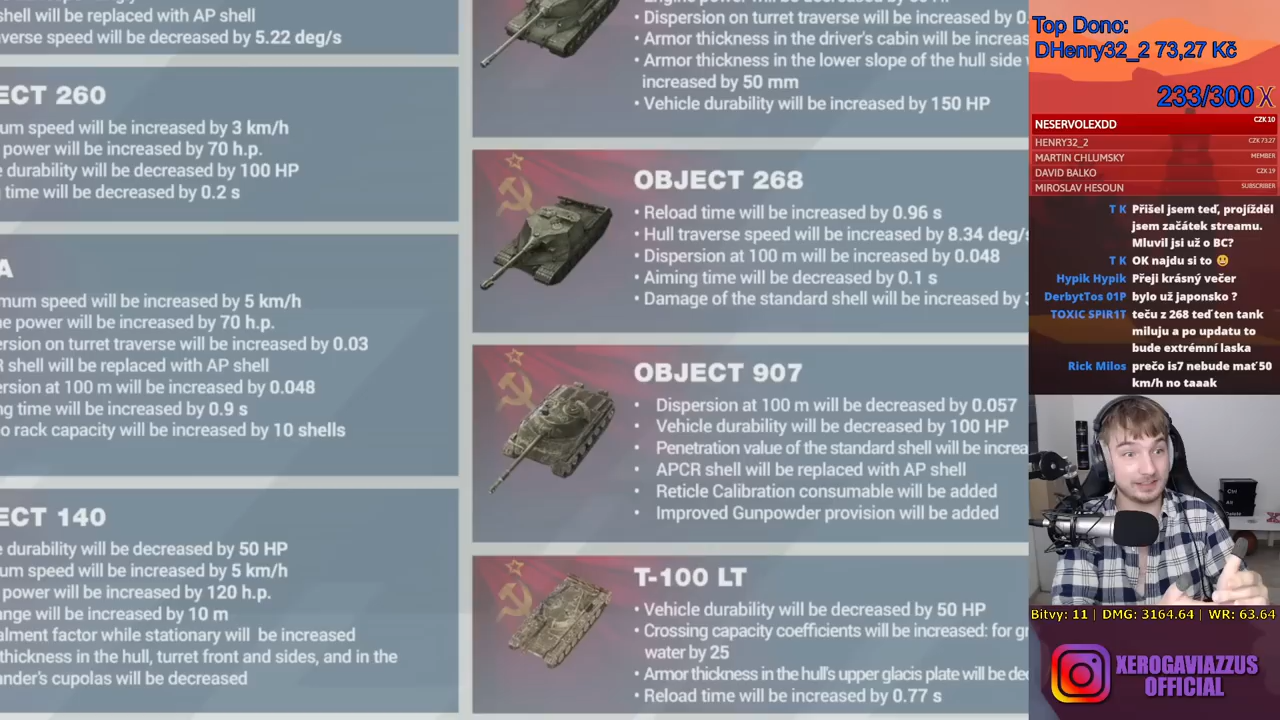 shell will be replaced with AP shell
averse speed will be decreased by 5.22 deg/s
ECT 260
um speed will be increased by 3 km/h
power will be increased by 70 h.p.
durability will be decreased by 100 HP
time will be decreased by 0.2 s
A
mum speed will be increased by 5 km/h
ne power will be increased by 70 h.p.
ersion on turret traverse will be increased by 0.03
R shell will be replaced with AP shell
ersion at 100 m will be increased by 0.048
ng time will be increased by 0.9 s
o rack capacity will be increased by 10 shells
ECT 140
e durability will be decreased by 50 HP
um speed will be increased by 5 km/h
power will be increased by 120 h.p.
ange will be increased by 10 m
alment factor while stationary will be increased
thickness in the hull, turret front and sides, and in the
ander's cupolas will be decreased
• Dispersion on turret traverse will be increased by 0.
• Armor thickness in the driver's cabin will be increas
• Armor thickness in the lower slope of the hull side
increased by 50 mm
• Vehicle durability will be increased by 150 HP
OBJECT 268
• Reload time will be increased by 0.96 s
• Hull traverse speed will be increased by 8.34 deg/s
• Dispersion at 100 m will be increased by 0.048
• Aiming time will be decreased by 0.1 s
• Damage of the standard shell will be increased by
OBJECT 907
• Dispersion at 100 m will be decreased by 0.057
• Vehicle durability will be decreased by 100 HP
• Penetration value of the standard shell will be increa
• APCR shell will be replaced with AP shell
• Reticle Calibration consumable will be added
• Improved Gunpowder provision will be added
T-100 LT
• Vehicle durability will be decreased by 50 HP
• Crossing capacity coefficients will be increased: for gr
water by 25
• Armor thickness in the hull's upper glacis plate will be dec
• Reload time will be increased by 0.77 s
Top Dono:
DHenry32_2 73,27 Kč
233/300 X
NESERVOLEXDD CZK 10
HENRY32_2 CZK 73.27
MARTIN CHLUMSKY MEMBER
DAVID BALKO CZK 19
MIROSLAV HESOUN SUBSCRIBER
T K Přišel jsem teď, projížděl
jsem začátek streamu.
Mluvil jsi už o BC?
T K OK najdu si to 😃
Hypik Hypik Přeji krásný večer
DerbytTos 01P bylo už japonsko ?
TOXIC SPIR1T teču z 268 teď ten tank
miluju a po updatu to
bude extrémní laska
Rick Milos prečo is7 nebude mať 50
km/h no taaak
Ctrl
Alt
Delete
Bitvy: 11 | DMG: 3164.64 | WR: 63.64
XEROGAVIAZZUS
OFFICIAL